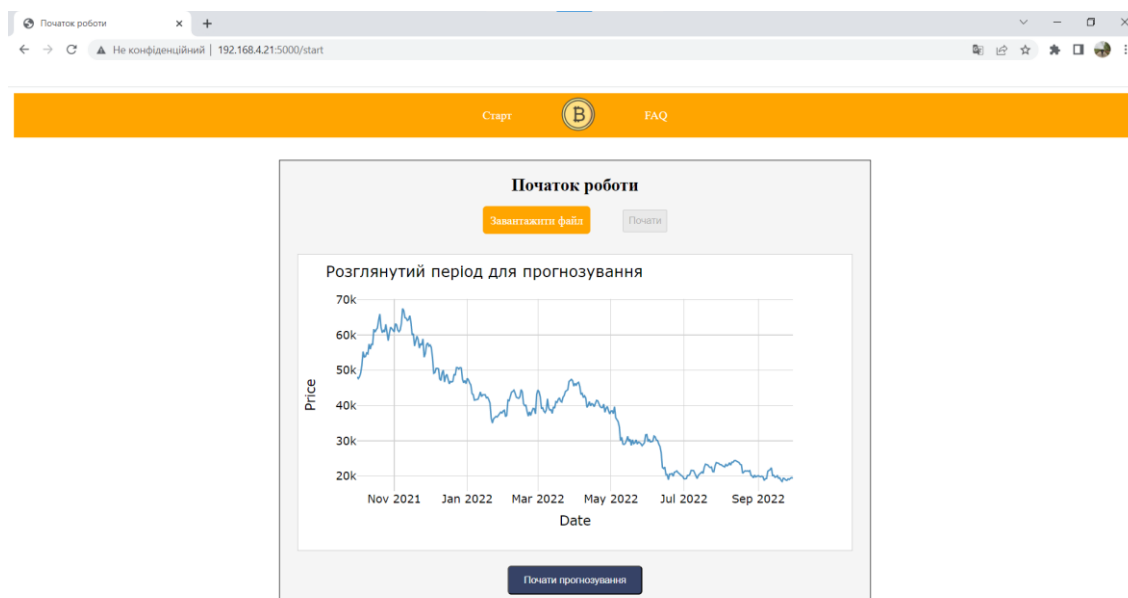 Початок роботи
Не конфіденційний | 192.168.4.21:5000/start
Старт
FAQ
Початок роботи
Завантажити файл
Почати
Розглянутий період для прогнозування
70k
60k
50k
40k
30k
20k
Price
Nov 2021 Jan 2022 Mar 2022 May 2022 Jul 2022 Sep 2022
Date
Почати прогнозування